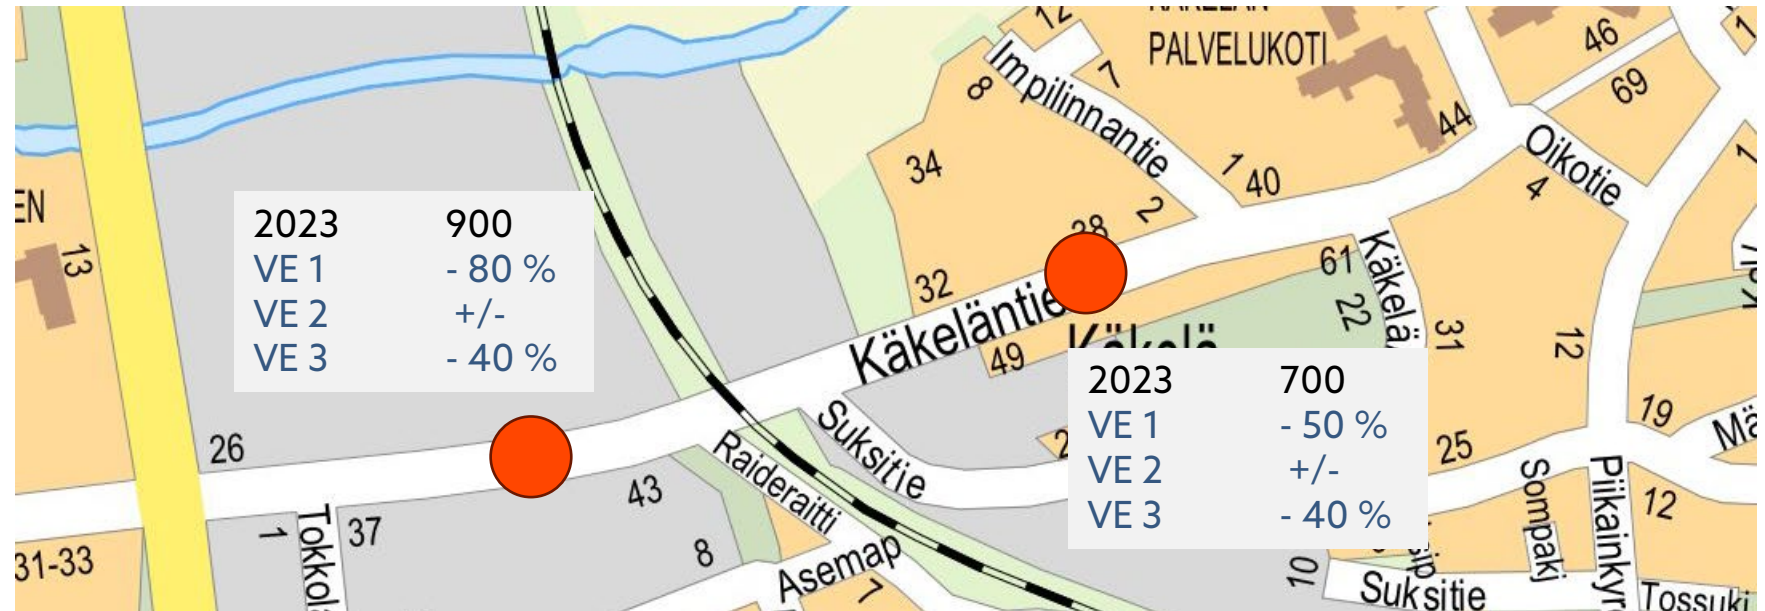 12
PALVELUKOTI
46
Impilinnantie
8
7
69
44
34
1
40
Oikotie
4
1
EN
13
2
2023 900
VE 1 - 80 %
VE 2 +/-
VE 3 - 40 %
32
61
22
31
12
Käkeläntie
49
2023 700
VE 1 - 50 %
VE 2 +/-
VE 3 - 40 %
19
26
Suksitie
25
Raideraitti
43
37
1
12
31-33
8
Asemap
7
10
Suksitie
Sompakj
Piikainkyr
Tossuki